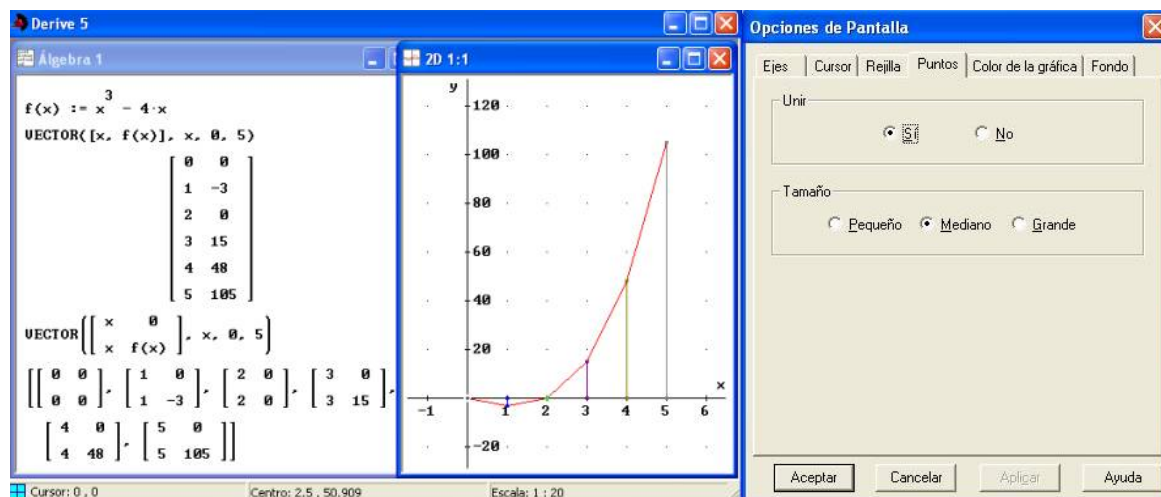 Derive 5
Álgebra 1
f(x) := x^3 - 4·x
VECTOR([x, f(x)], x, 0, 5)
0 0
1 -3
2 0
3 15
4 48
5 105
VECTOR([x 0
x f(x)], x, 0, 5)
[[0 0, 1 0, 2 0, 3 0,
0 0 1 -3 2 0 3 15
4 0, 5 0]]
4 48 5 105
2D 1:1
y
120
100
80
60
40
20
x
-1 1 2 3 4 5 6
-20
Cursor: 0 , 0 Centro: 2.5 , 50.909 Escala: 1 : 20
Opciones de Pantalla
Ejes Cursor Rejilla Puntos Color de la gráfica Fondo
Unir
Sí No
Tamaño
Pequeño Mediano Grande
Aceptar Cancelar Aplicar Ayuda